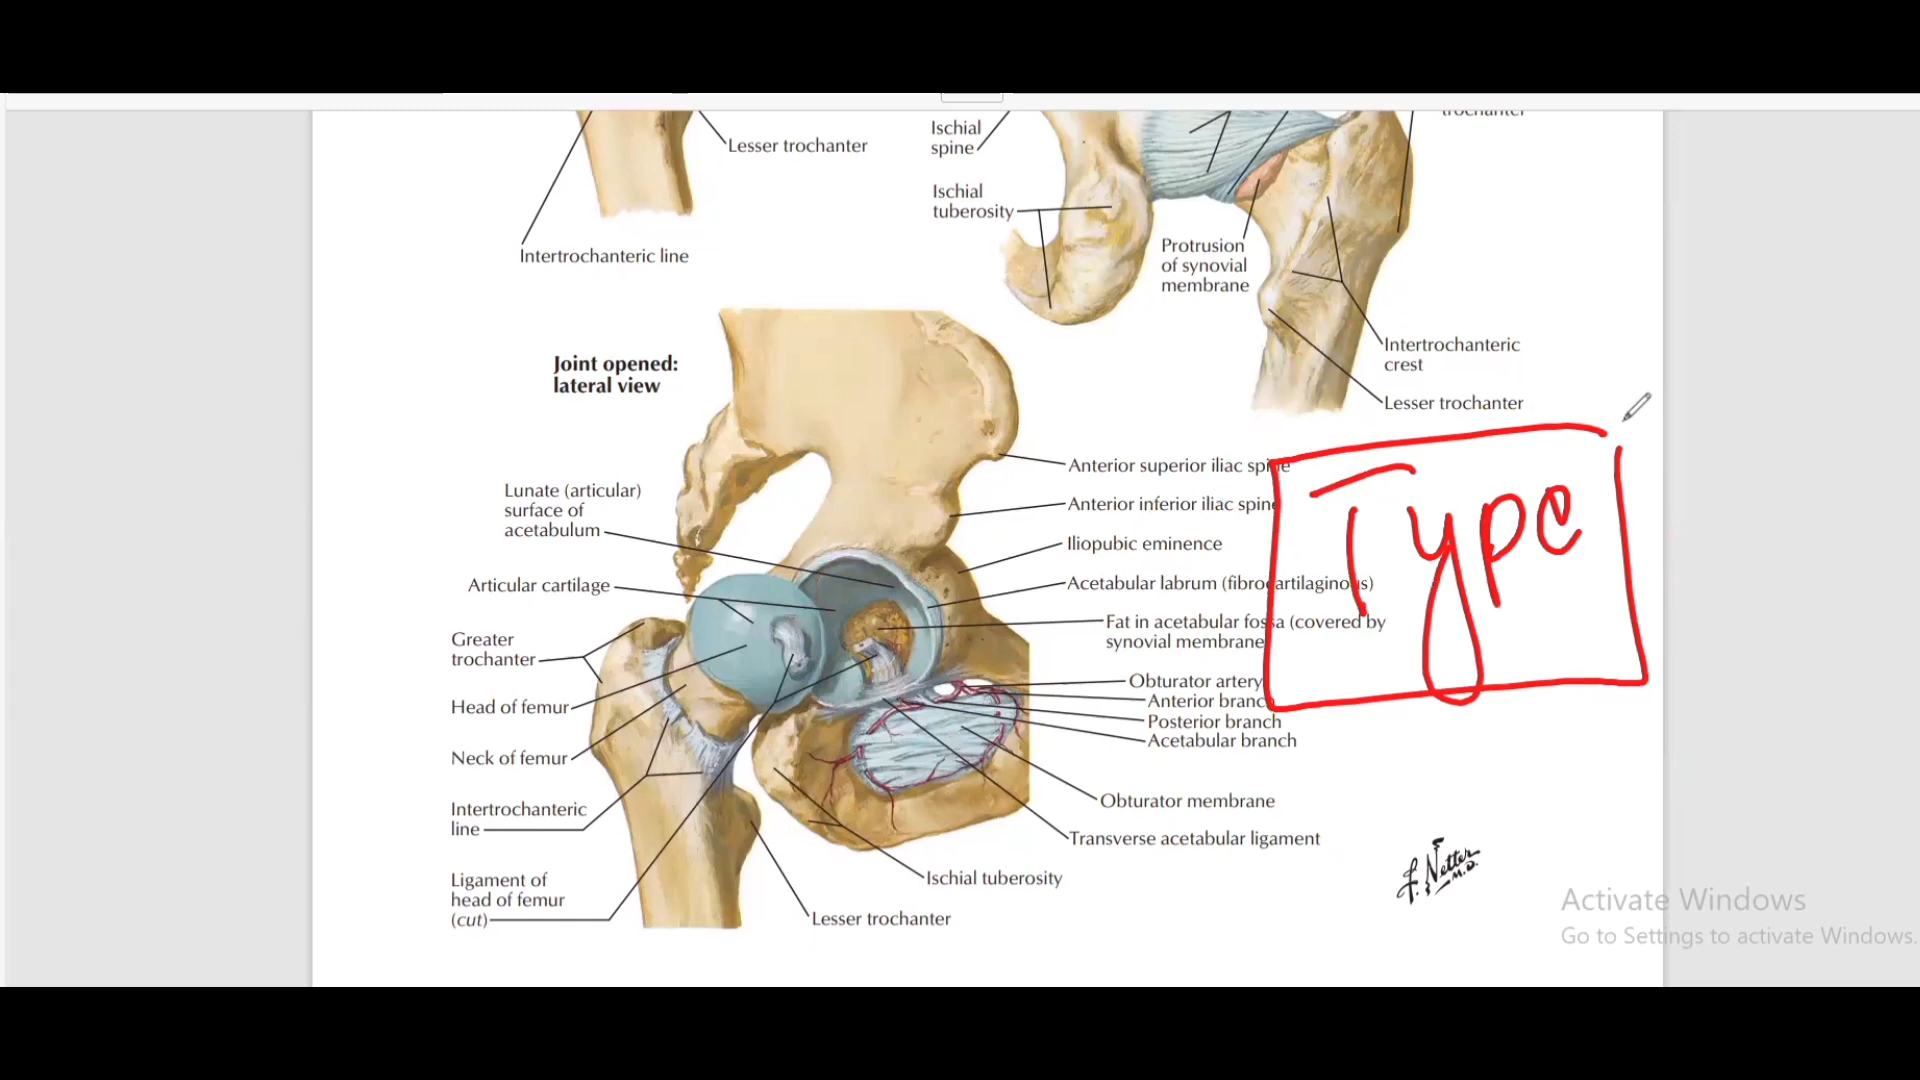 Lesser trochanter
Intertrochanteric line
Ischial
spine
Ischial
tuberosity
trochanter
Protrusion
of synovial
membrane
Intertrochanteric
crest
Lesser trochanter
Joint opened:
lateral view
Lunate (articular)
surface of
acetabulum
Articular cartilage
Greater
trochanter
Head of femur
Neck of femur
Intertrochanteric
line
Ligament of
head of femur
(cut)
Anterior superior iliac spine
Anterior inferior iliac spine
Iliopubic eminence
Acetabular labrum (fibrocartilaginous)
Fat in acetabular fossa (covered by
synovial membrane
Obturator artery
Anterior branch
Posterior branch
Acetabular branch
Obturator membrane
Transverse acetabular ligament
Ischial tuberosity
Lesser trochanter
Type
F. Netter
M.D.
Activate Windows
Go to Settings to activate Windows.